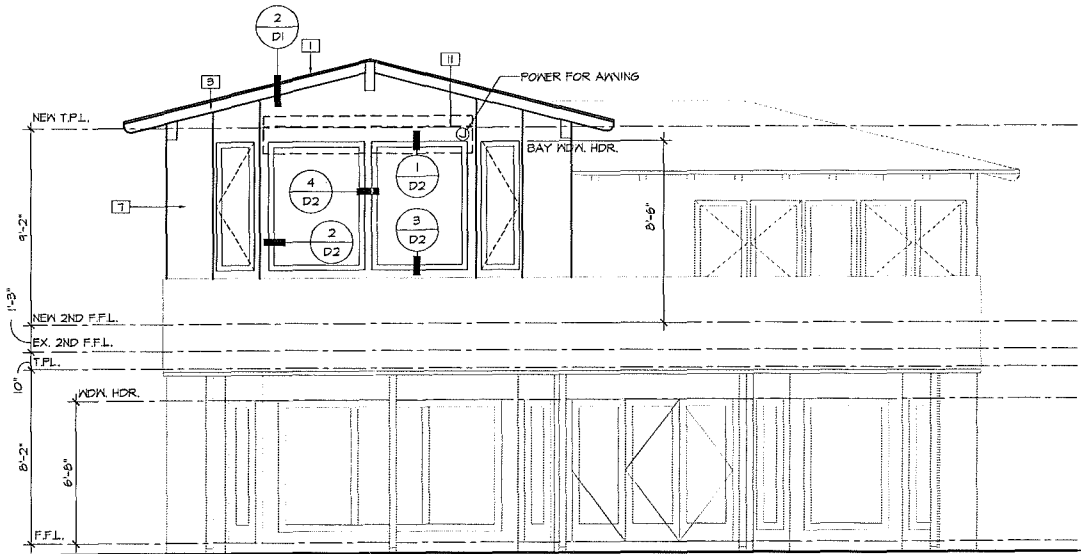 2
D1
1
11
9
POWER FOR AWNING
NEW T.P.L.
BAY WDW. HDR.
1
D2
4
D2
7
3
D2
2
D2
9'-2"
8'-6"
NEW 2ND F.F.L.
1'-3"
EX. 2ND F.F.L.
T.P.L.
10"
WDW. HDR.
8'-2"
6'-8"
F.F.L.